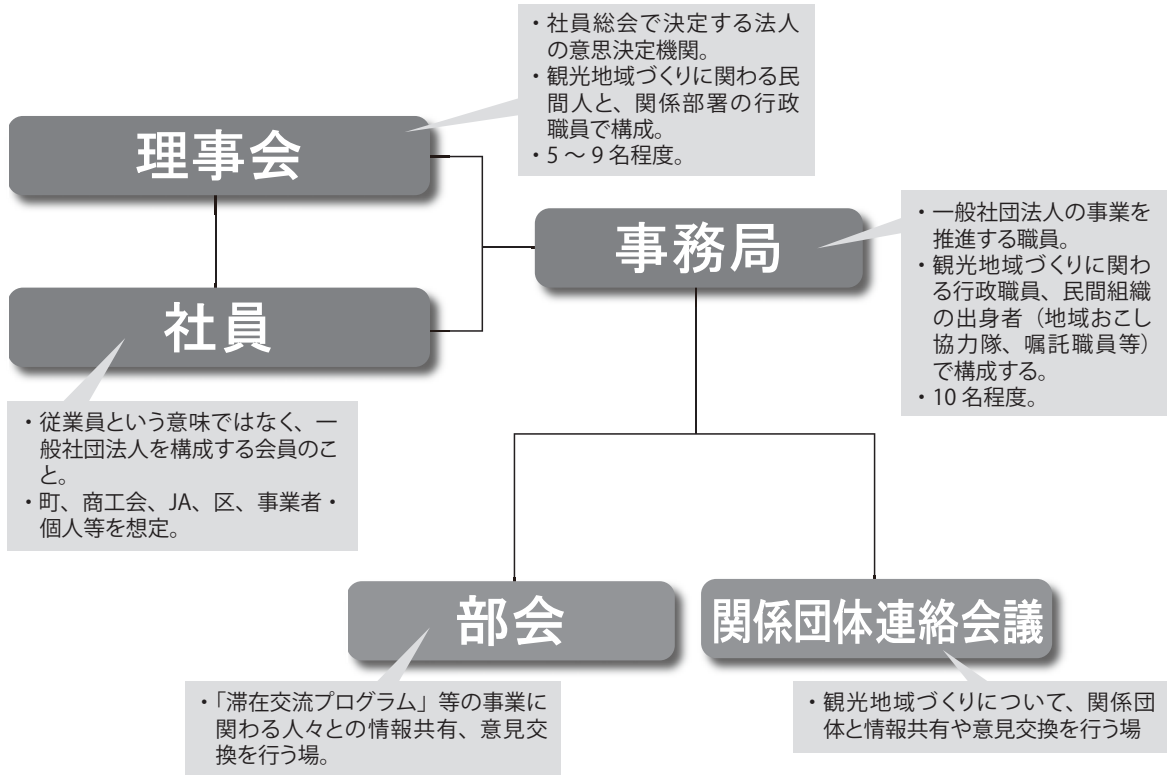 ・社員総会で決定する法人
の意思決定機関。
・観光地域づくりに関わる民
間人と、関係部署の行政
職員で構成。
・5～9名程度。
理事会
事務局
・一般社団法人の事業を
推進する職員。
・観光地域づくりに関わ
る行政職員、民間組織
の出身者（地域おこし
協力隊、嘱託職員等）
で構成する。
・10名程度。
社員
・従業員という意味ではなく、一
般社団法人を構成する会員のこ
と。
・町、商工会、JA、区、事業者・
個人等を想定。
部会
関係団体連絡会議
・「滞在交流プログラム」等の事業に
関わる人々との情報共有、意見交
換を行う場。
・観光地域づくりについて、関係団
体と情報共有や意見交換を行う場